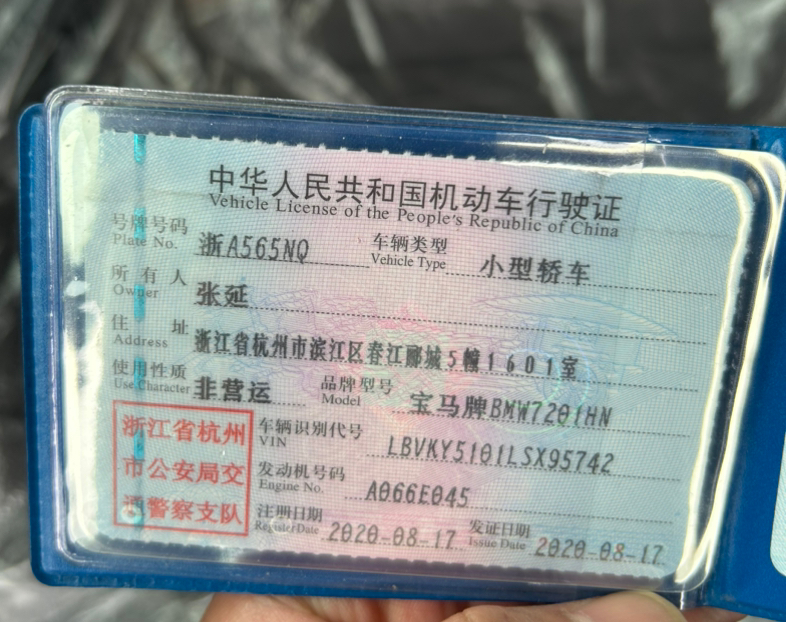 中华人民共和国机动车行驶证
Vehicle License of the People's Republic of China
号牌号码 浙A565NQ 车辆类型 小型轿车
Plate No. Vehicle Type
所有人 张延
Owner
住址 浙江省杭州市滨江区春江郦城5幢1601室
Address
使用性质 非营运 品牌型号 宝马牌BMW7201HN
Use Character Model
浙江省杭州
市公安局交
通警察支队
车辆识别代号 LBVKY5101LSX95742
VIN
发动机号码 A066E045
Engine No.
注册日期 2020-08-17 发证日期 2020-08-17
Register Date Issue Date